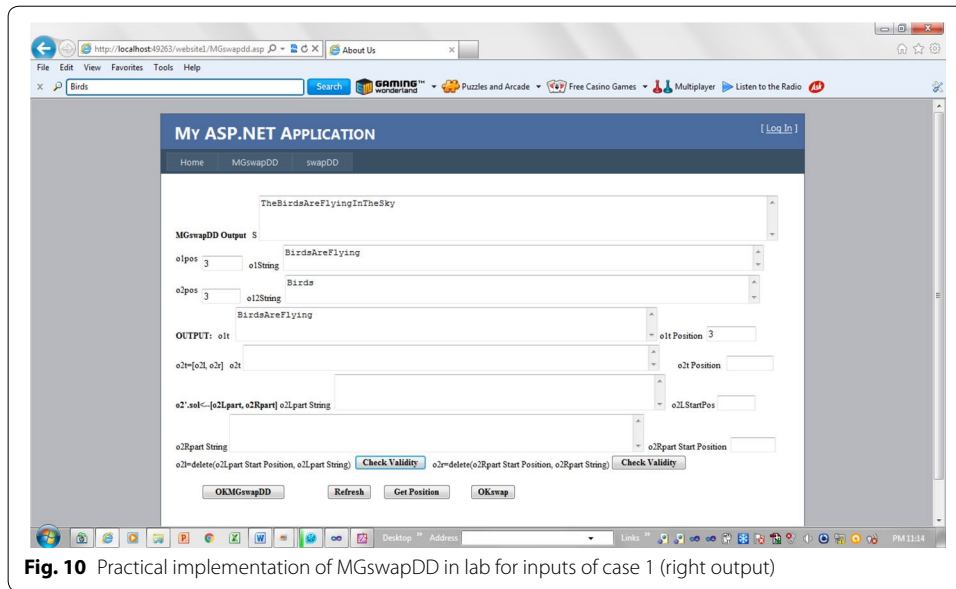 http://localhost:49263/website1/MGswapdd.asp
About Us
File Edit View Favorites Tools Help
x Birds Search GAMING™ wonderland Puzzles and Arcade Free Casino Games Multiplayer Listen to the Radio Ask
MY ASP.NET APPLICATION
[ Log In ]
Home MGswapDD swapDD
TheBirdsAreFlyingInTheSky
MGswapDD Output S
BirdsAreFlying
o1pos 3 o1String
Birds
o2pos 3 o12String
BirdsAreFlying
OUTPUT: o1t o1t Position 3
o2t=[o2l, o2r] o2t o2t Position
o2'.sol<--[o2Lpart, o2Rpart] o2Lpart String o2LStartPos
o2Rpart String o2Rpart Start Position
o2l=delete(o2Lpart Start Position, o2Lpart String) Check Validity o2r=delete(o2Rpart Start Position, o2Rpart String) Check Validity
OKMGswapDD Refresh Get Position OKswap
Desktop » Address Links » PM 11:14
Fig. 10 Practical implementation of MGswapDD in lab for inputs of case 1 (right output)